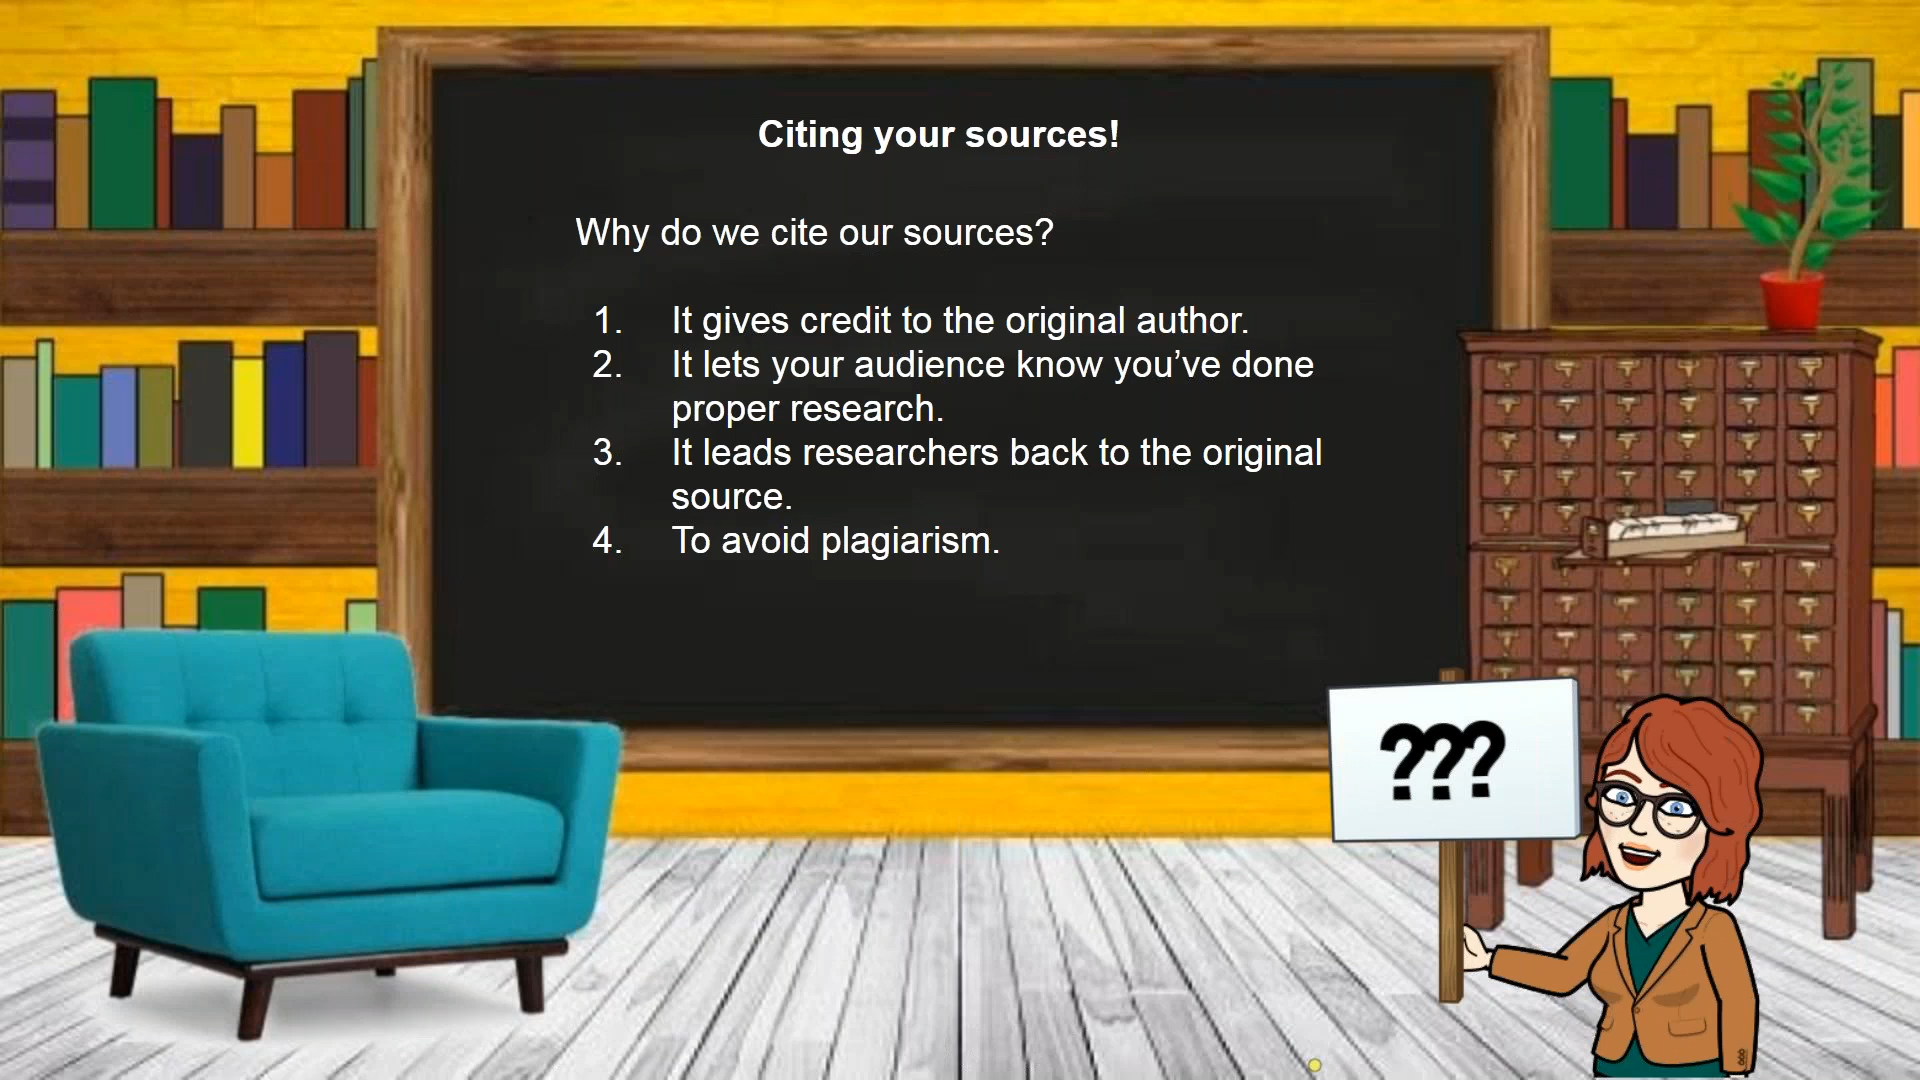 Citing your sources!
Why do we cite our sources?
1. It gives credit to the original author.
2. It lets your audience know you’ve done
proper research.
3. It leads researchers back to the original
source.
4. To avoid plagiarism.
???